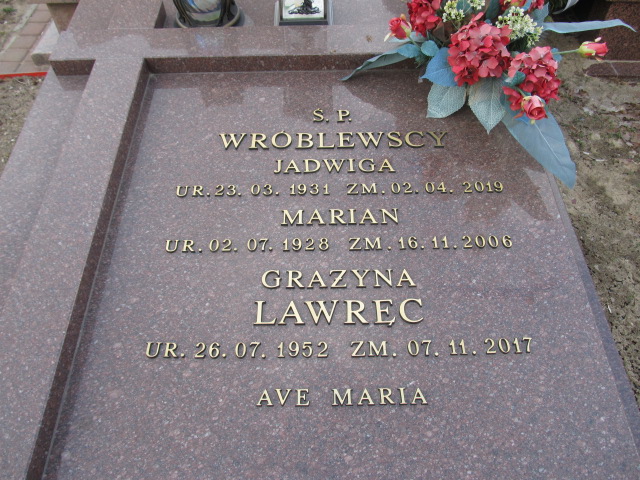 Ś. P.
WRÓBLEWSCY
JADWIGA
UR. 23. 03. 1931 ZM. 02. 04. 2019
MARIAN
UR. 02. 07. 1928 ZM. 16. 11. 2006
GRAŻYNA
LAWRĘC
UR. 26. 07. 1952 ZM. 07. 11. 2017
AVE MARIA